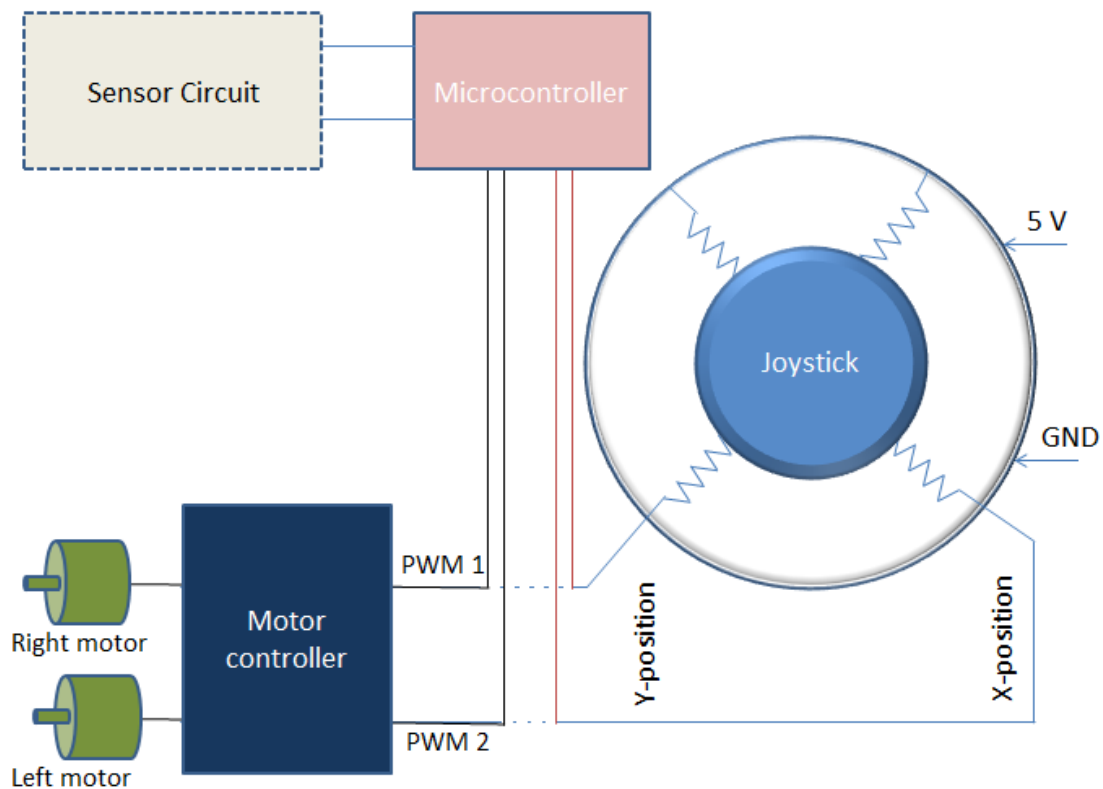 Sensor Circuit
Microcontroller
5 V
Joystick
GND
PWM 1
Right motor
Motor
controller
Y-position
X-position
PWM 2
Left motor